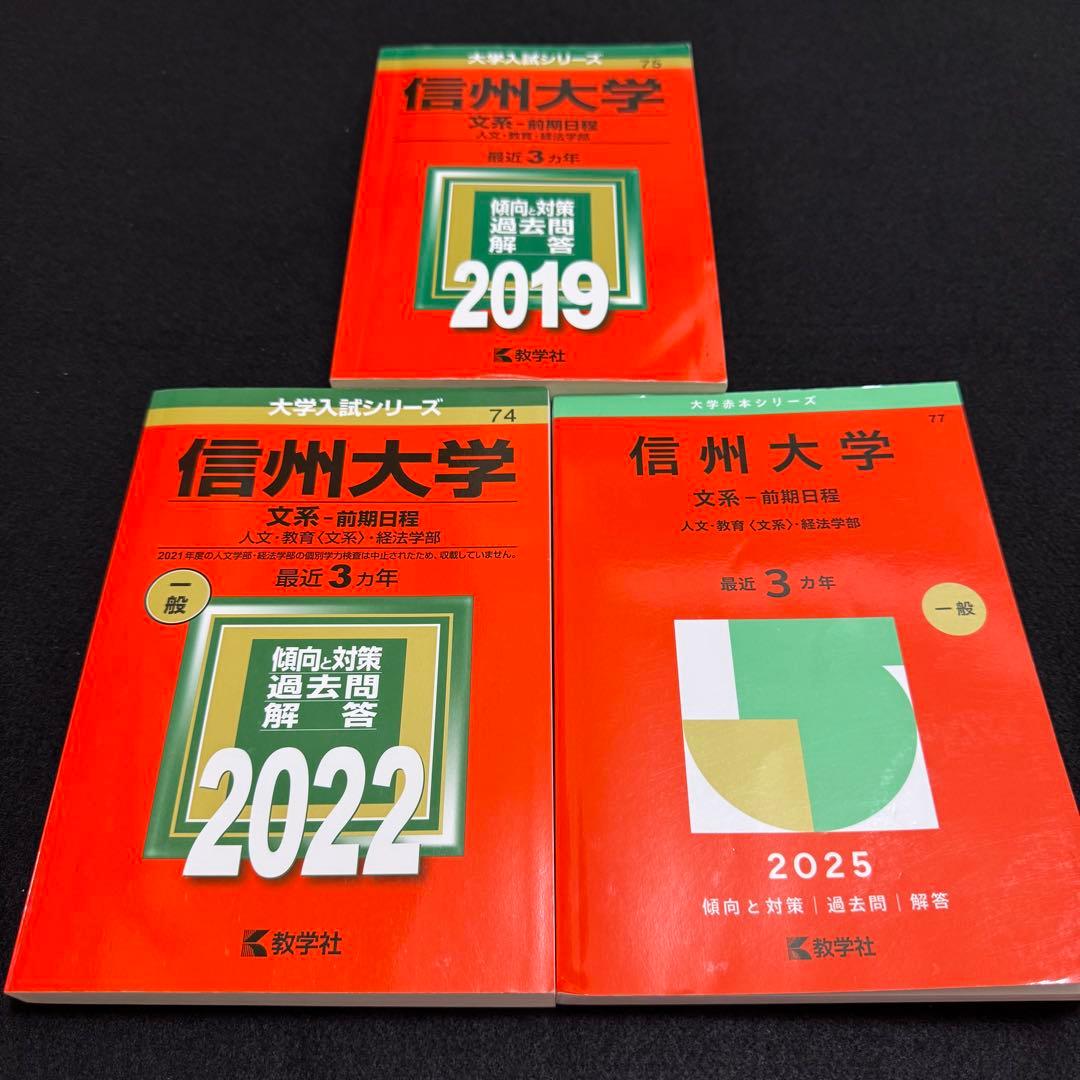 大学入試シリーズ
75
信州大学
文系-前期日程
人文・教育・経法学部
最近3カ年
傾向と対策
過去問
解答
2019
教学社
大学入試シリーズ
74
信州大学
文系-前期日程
人文・教育〈文系〉・経法学部
2021年度の人文学部・経法学部の個別学力検査は中止されたため、収載していません。
最近3カ年
一般
傾向と対策
過去問
解答
2022
教学社
大学赤本シリーズ
77
信州大学
文系-前期日程
人文・教育〈文系〉・経法学部
最近3カ年
一般
2025
傾向と対策|過去問|解答
教学社